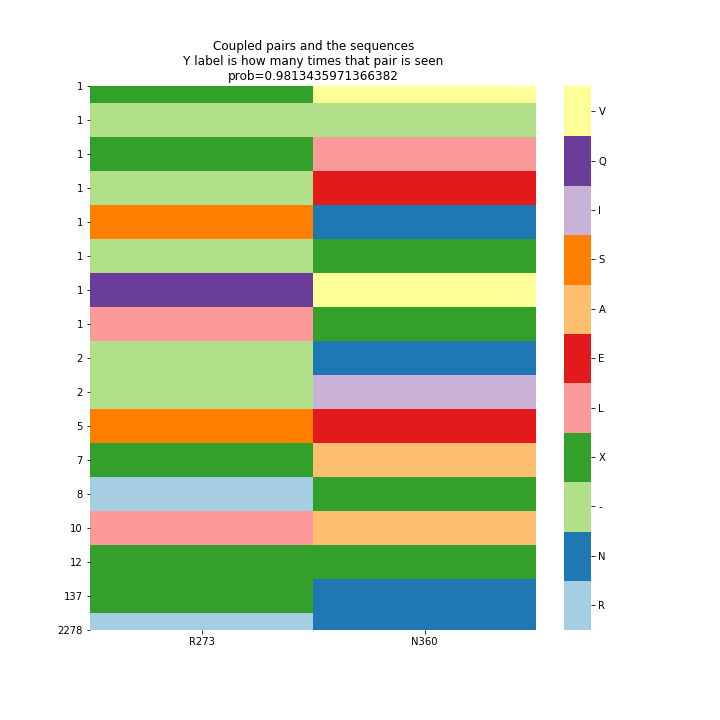 Coupled pairs and the sequences
Y label is how many times that pair is seen
prob=0.9813435971366382
1
1
1
1
1
1
1
1
2
2
5
7
8
10
12
137
2278
R273
N360
V
Q
I
S
A
E
L
X
-
N
R